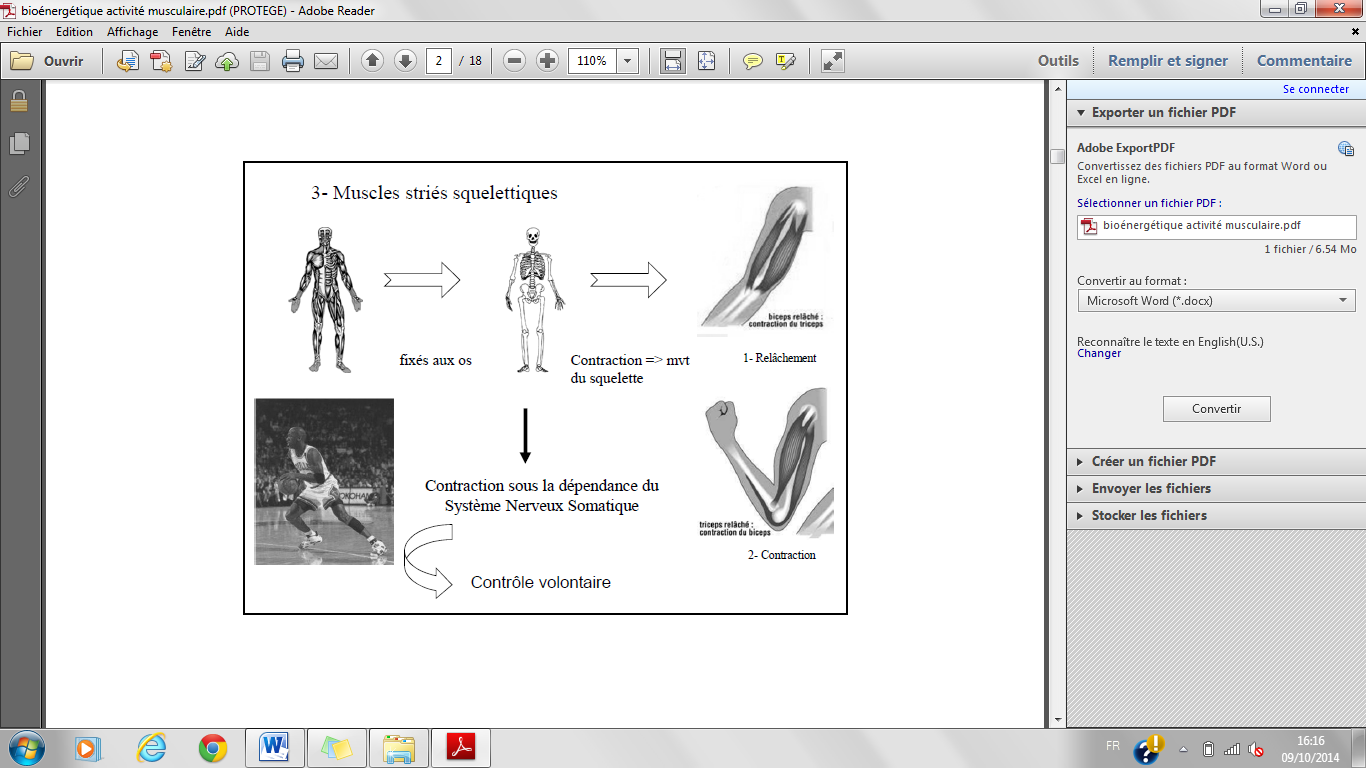 bioénergétique activité musculaire.pdf (PROTEGE) - Adobe Reader
Fichier Edition Affichage Fenêtre Aide
Ouvrir 2 / 18 110% Outils Remplir et signer Commentaire
Se connecter
Exporter un fichier PDF
Adobe ExportPDF
Convertissez des fichiers PDF au format Word ou
Excel en ligne.
Sélectionner un fichier PDF :
bioénergétique activité musculaire.pdf
1 fichier / 6.54 Mo
Convertir au format :
Microsoft Word (*.docx)
Reconnaître le texte en English(U.S.)
Changer
Convertir
Créer un fichier PDF
Envoyer les fichiers
Stocker les fichiers
3- Muscles striés squelettiques
biceps relâché :
contraction du triceps
fixés aux os
Contraction => mvt
du squelette
1- Relâchement
YOKOHAMA
Contraction sous la dépendance du
Système Nerveux Somatique
triceps relâché :
contraction du biceps
2- Contraction
Contrôle volontaire
FR
16:16
09/10/2014